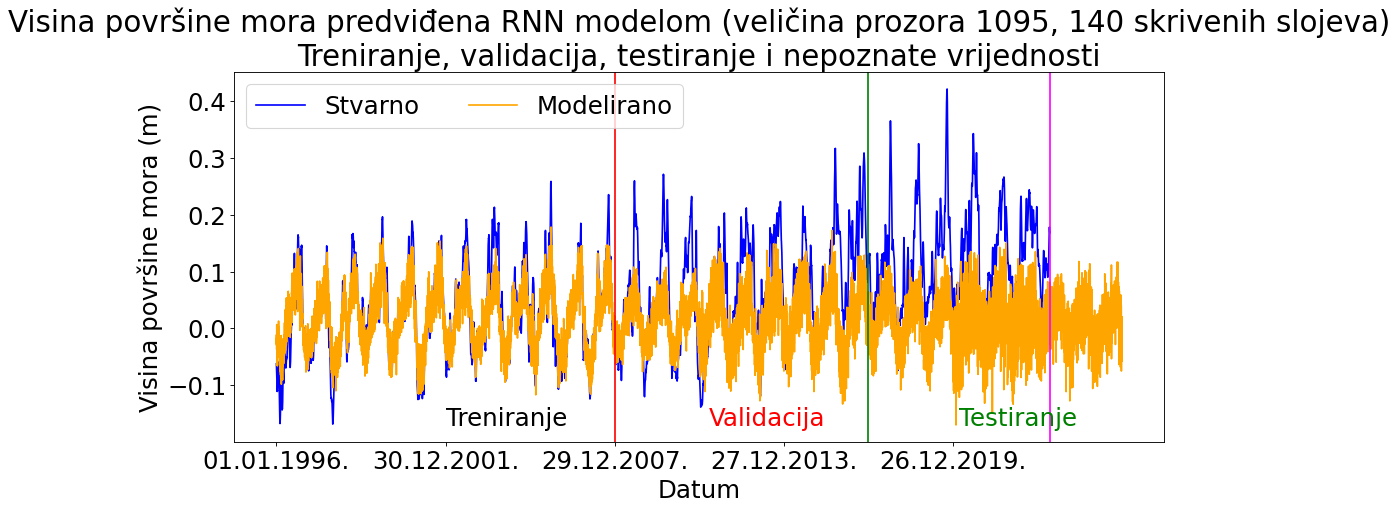 Visina površine mora predviđena RNN modelom (veličina prozora 1095, 140 skrivenih slojeva)
Treniranje, validacija, testiranje i nepoznate vrijednosti
Stvarno Modelirano
Visina površine mora (m)
0.4
0.3
0.2
0.1
0.0
−0.1
Treniranje Validacija Testiranje
01.01.1996. 30.12.2001. 29.12.2007. 27.12.2013. 26.12.2019.
Datum